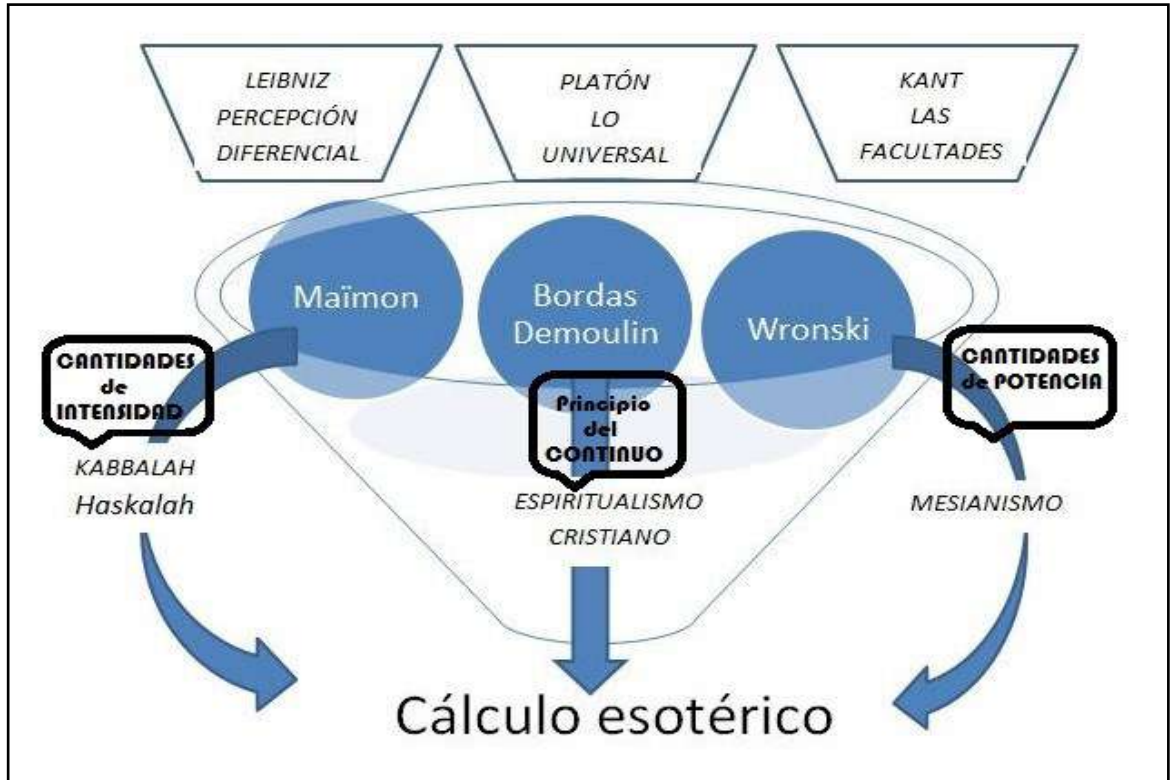 LEIBNIZ
PERCEPCIÓN
DIFERENCIAL
PLATÓN
LO
UNIVERSAL
KANT
LAS
FACULTADES
Maïmon
Bordas
Demoulin
Wronski
CANTIDADES
de
INTENSIDAD
Principio
del
CONTINUO
CANTIDADES
de POTENCIA
KABBALAH
Haskalah
ESPIRITUALISMO
CRISTIANO
MESIANISMO
Cálculo esotérico